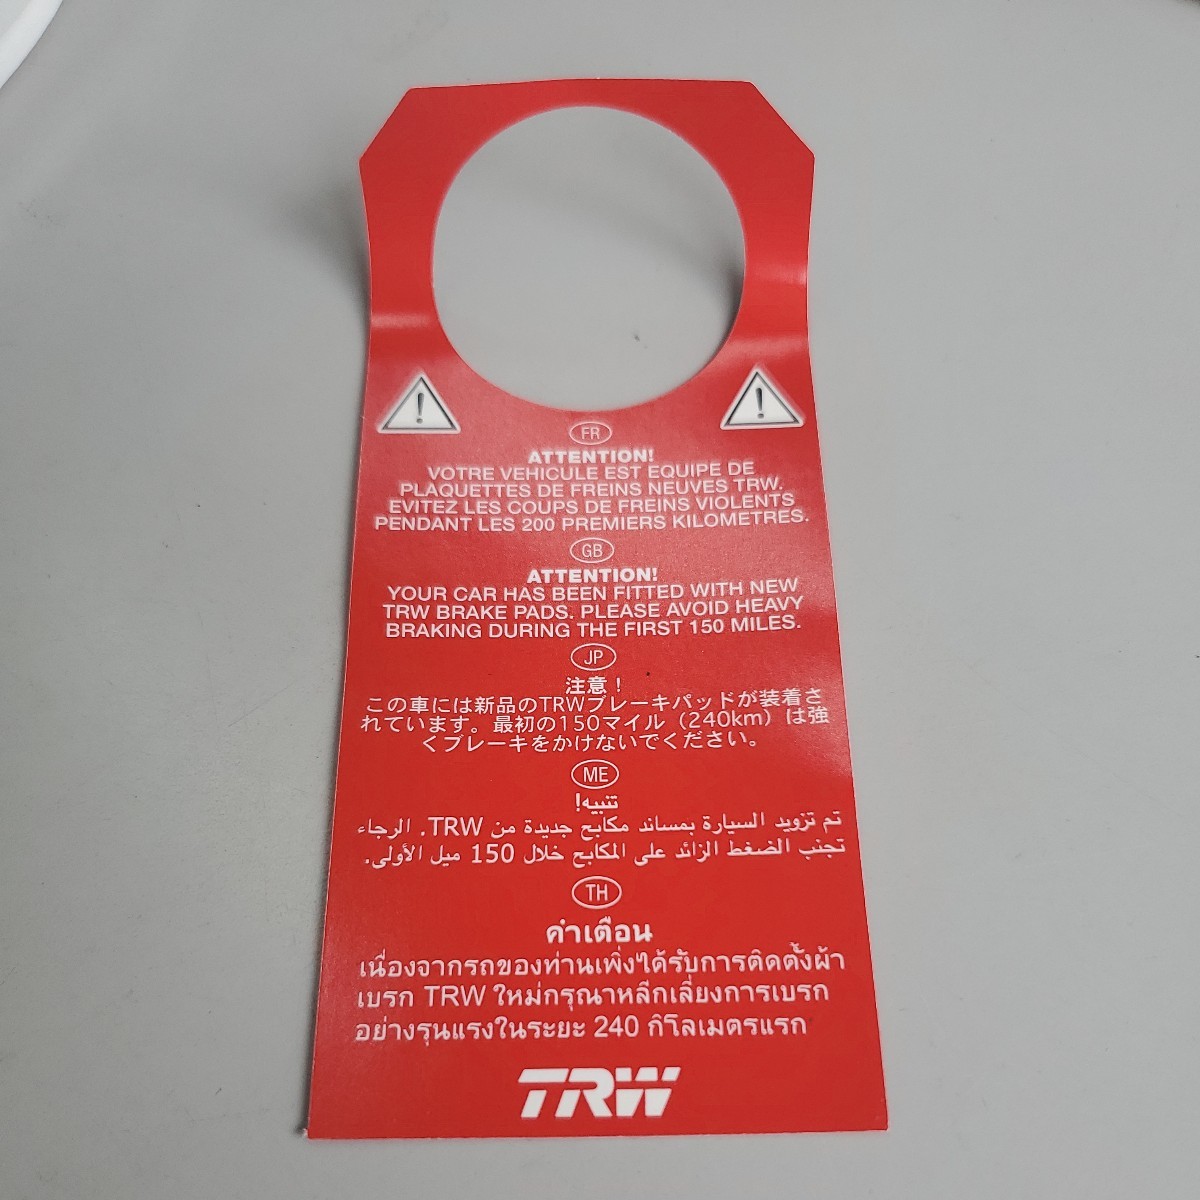 FR
ATTENTION!
VOTRE VEHICULE EST EQUIPE DE
PLAQUETTES DE FREINS NEUVES TRW.
EVITEZ LES COUPS DE FREINS VIOLENTS
PENDANT LES 200 PREMIERS KILOMETRES.
GB
ATTENTION!
YOUR CAR HAS BEEN FITTED WITH NEW
TRW BRAKE PADS. PLEASE AVOID HEAVY
BRAKING DURING THE FIRST 150 MILES.
JP
注意！
この車には新品のTRWブレーキパッドが装着さ
れています。最初の150マイル（240km）は強
くブレーキをかけないでください。
ME
تنبيه!
تم تزويد السيارة بمساند مكابح جديدة من TRW. الرجاء
تجنب الضغط الزائد على المكابح خلال 150 ميل الأولى.
TH
คำเตือน
เนื่องจากรถของท่านเพิ่งได้รับการติดตั้งผ้า
เบรก TRW ใหม่กรุณาหลีกเลี่ยงการเบรก
อย่างรุนแรงในระยะ 240 กิโลเมตรแรก
TRW